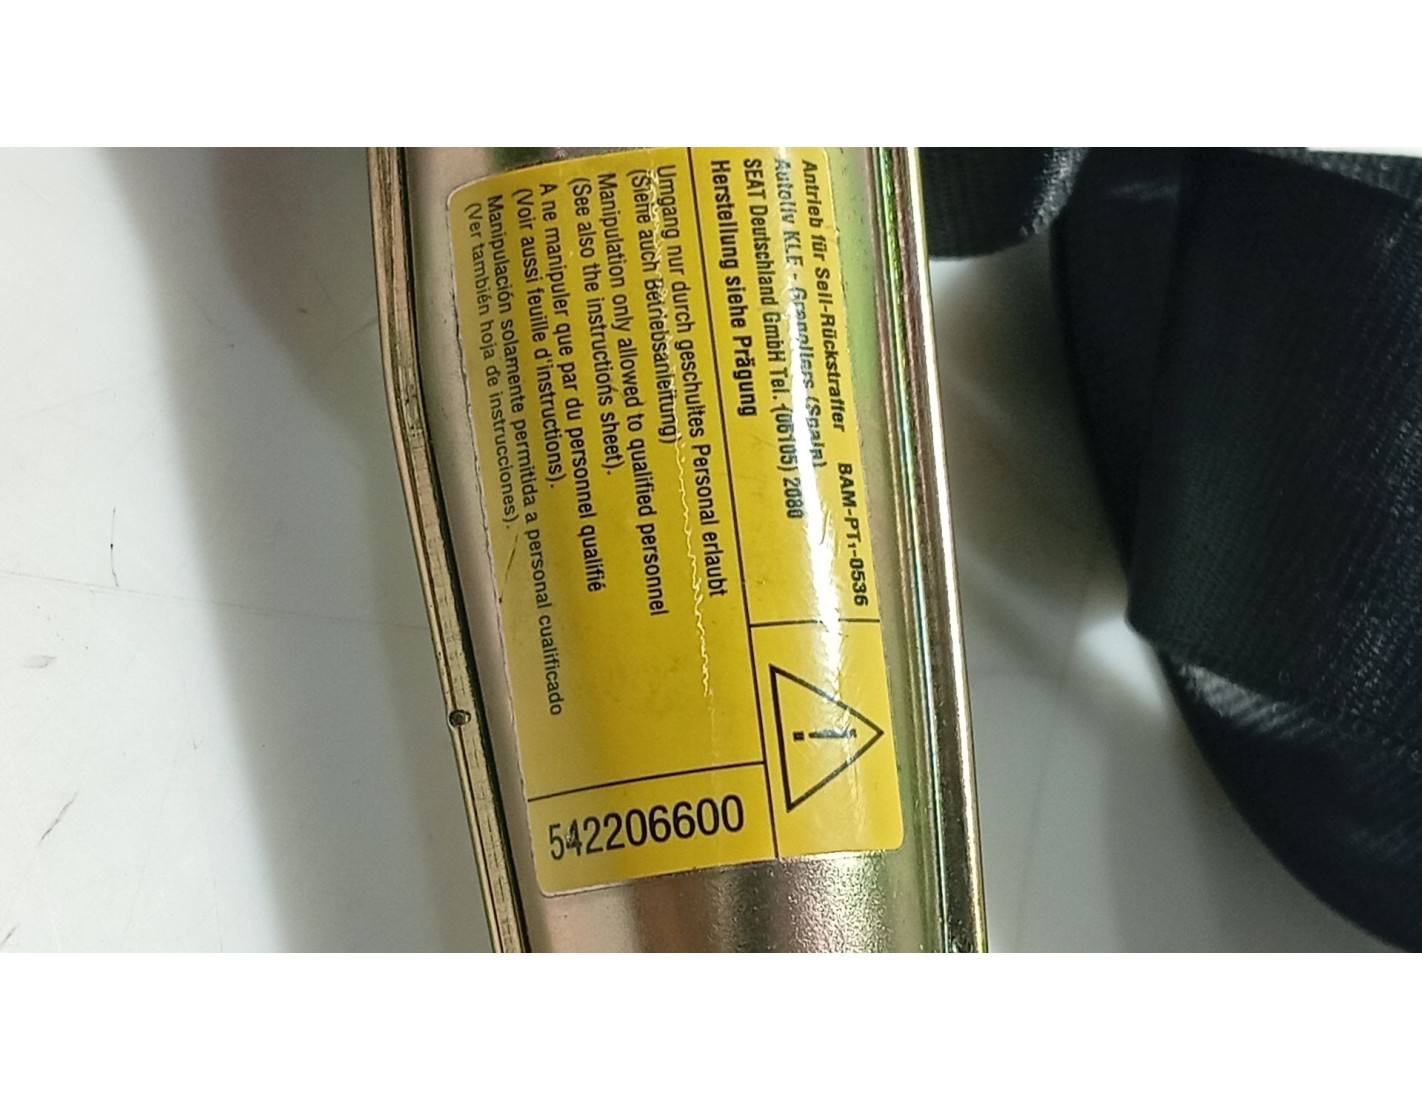 Antrieb für Seil-Rückstraffer BAM-PT1-0536
Autoliv KLE - Granollers (Spain)
SEAT Deutschland GmbH Tel. (06105) 2080
Herstellung siehe Prägung
Umgang nur durch geschultes Personal erlaubt
(Siehe auch Betriebsanleitung)
Manipulation only allowed to qualified personnel
(See also the instructions sheet).
A ne manipuler que par du personnel qualifié
(Voir aussi feuille d'instructions).
Manipulación solamente permitida a personal cualificado
(Ver también hoja de instrucciones).
!
542206600